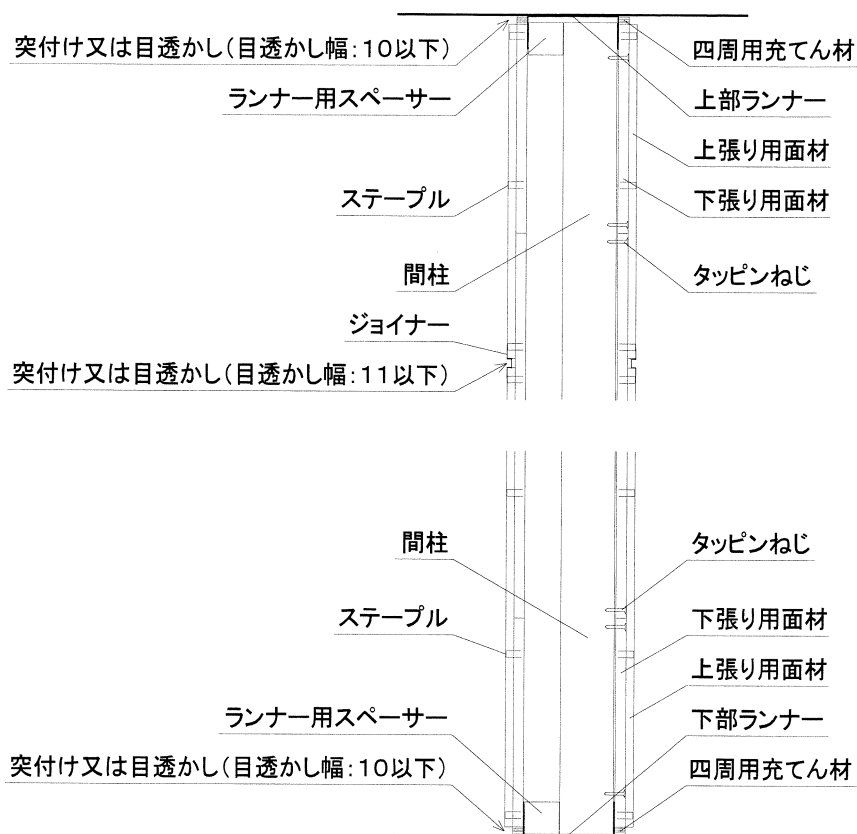 突付け又は目透かし(目透かし幅:10以下)
四周用充てん材
ランナー用スペーサー
上部ランナー
上張り用面材
ステープル
下張り用面材
間柱
タッピンねじ
ジョイナー
突付け又は目透かし(目透かし幅:11以下)
間柱
タッピンねじ
ステープル
下張り用面材
上張り用面材
ランナー用スペーサー
下部ランナー
突付け又は目透かし(目透かし幅:10以下)
四周用充てん材